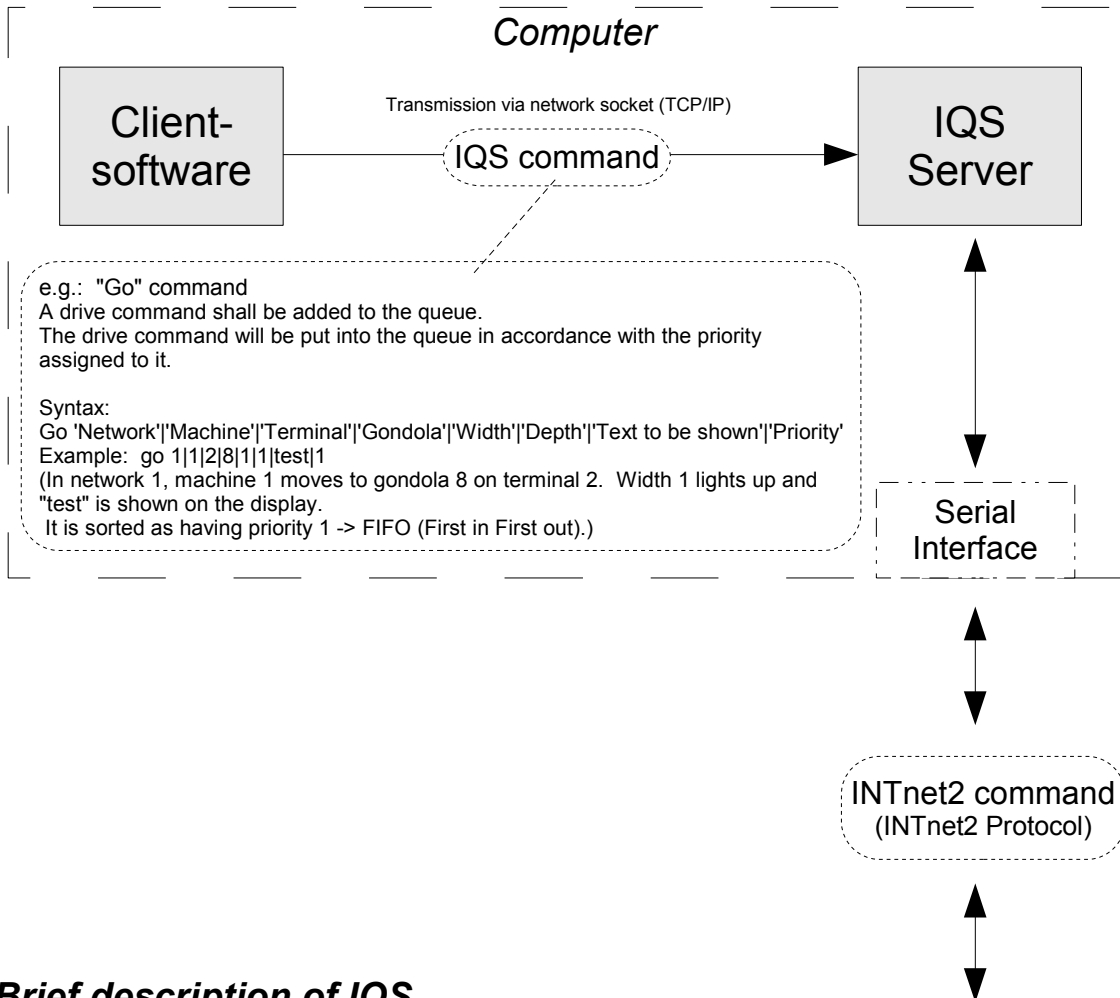 Computer
Transmission via network socket (TCP/IP)
Client-
software
IQS command
IQS
Server
e.g.: "Go" command
A drive command shall be added to the queue.
The drive command will be put into the queue in accordance with the priority
assigned to it.
Syntax:
Go 'Network'|'Machine'|'Terminal'|'Gondola'|'Width'|'Depth'|'Text to be shown'|'Priority'
Example: go 1|1|2|8|1|1|test|1
(In network 1, machine 1 moves to gondola 8 on terminal 2. Width 1 lights up and
"test" is shown on the display.
It is sorted as having priority 1 -> FIFO (First in First out).)
Serial
Interface
INTnet2 command
(INTnet2 Protocol)
Brief description of IQS